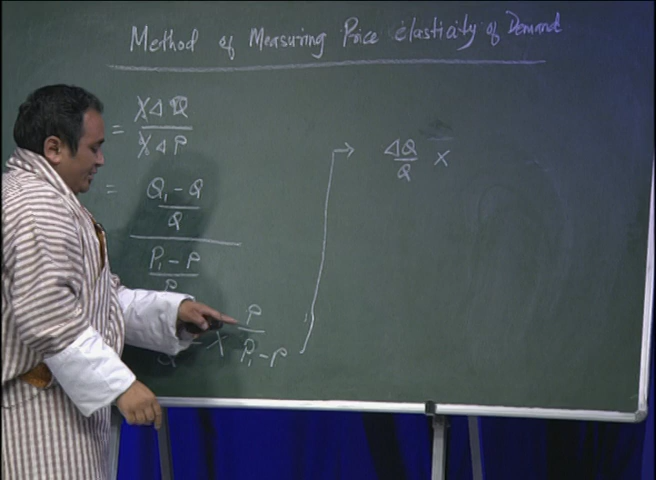 Method of Measuring Price elasticity of Demand
= %ΔQ
%ΔP
= Q₁ - Q
Q
P₁ - P
P
Q - × P
P₁ - P
→ ΔQ ×
Q